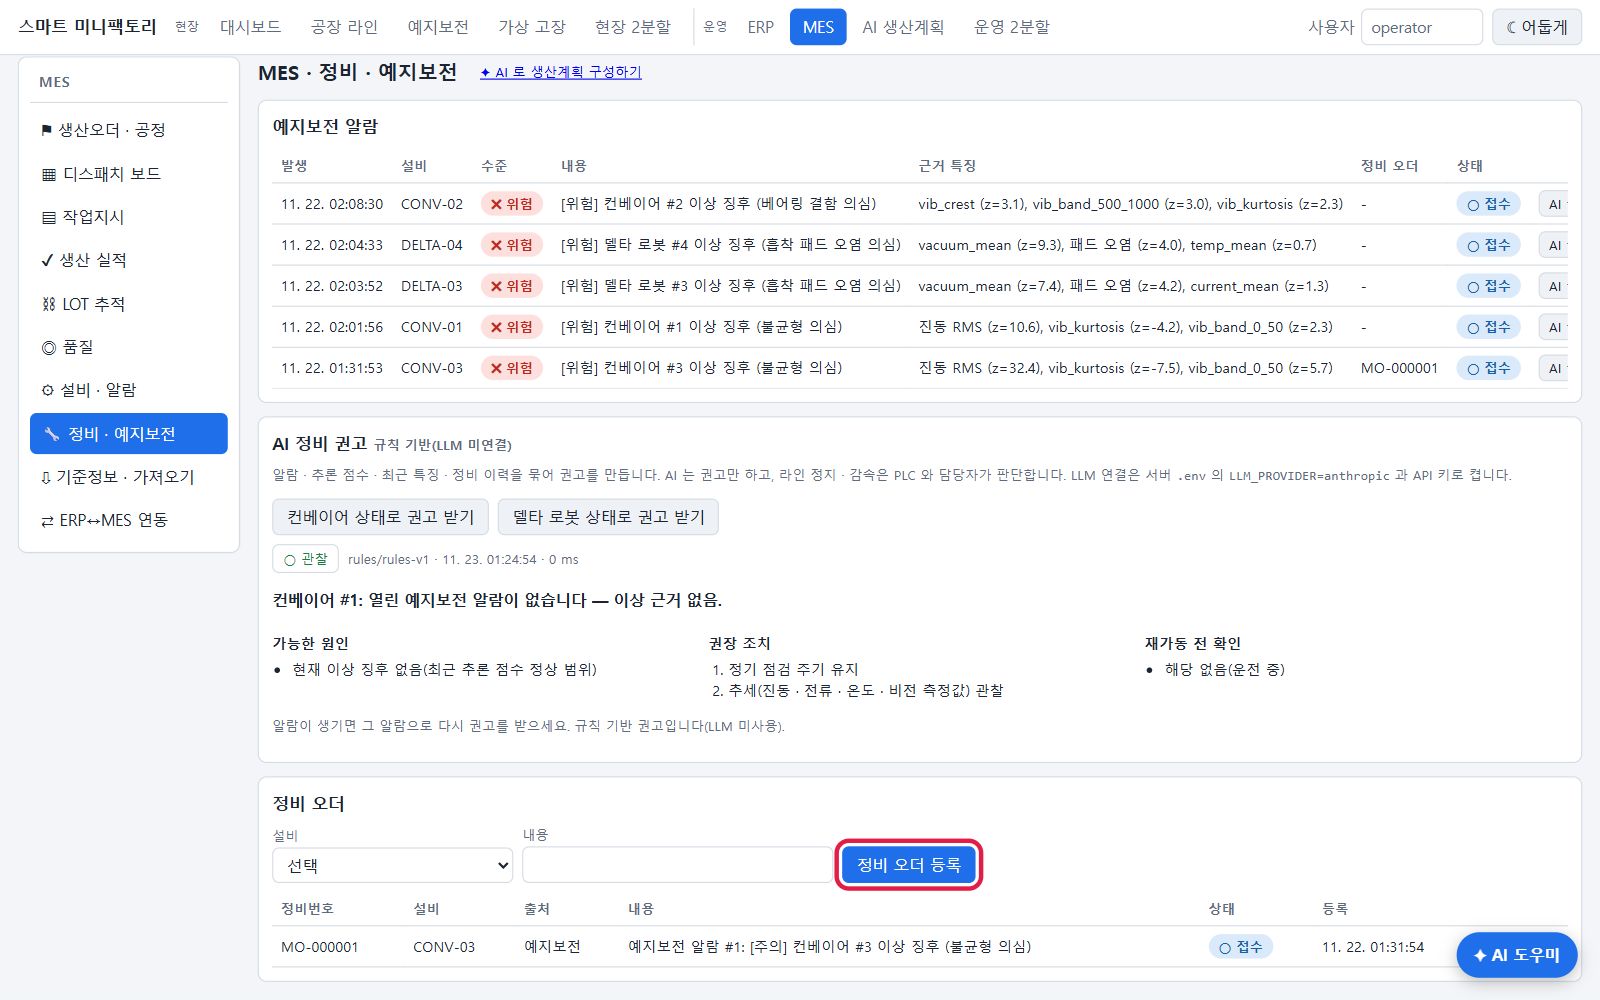 스마트 미니팩토리 현장 대시보드 공장 라인 예지보전 가상 고장 현장 2분할 운영 ERP MES AI 생산계획 운영 2분할 사용자 operator ☾ 어둡게
MES
⚑ 생산오더 · 공정
▦ 디스패치 보드
▤ 작업지시
✓ 생산 실적
⛓ LOT 추적
◎ 품질
⚙ 설비 · 알람
🔧 정비 · 예지보전
⇩ 기준정보 · 가져오기
⇄ ERP↔MES 연동
MES · 정비 · 예지보전 ✦ AI 로 생산계획 구성하기
예지보전 알람
발생 설비 수준 내용 근거 특징 정비 오더 상태
11. 22. 02:08:30 CONV-02 ✕ 위험 [위험] 컨베이어 #2 이상 징후 (베어링 결함 의심) vib_crest (z=3.1), vib_band_500_1000 (z=3.0), vib_kurtosis (z=2.3) - ○ 접수 AI
11. 22. 02:04:33 DELTA-04 ✕ 위험 [위험] 델타 로봇 #4 이상 징후 (흡착 패드 오염 의심) vacuum_mean (z=9.3), 패드 오염 (z=4.0), temp_mean (z=0.7) - ○ 접수 AI
11. 22. 02:03:52 DELTA-03 ✕ 위험 [위험] 델타 로봇 #3 이상 징후 (흡착 패드 오염 의심) vacuum_mean (z=7.4), 패드 오염 (z=4.2), current_mean (z=1.3) - ○ 접수 AI
11. 22. 02:01:56 CONV-01 ✕ 위험 [위험] 컨베이어 #1 이상 징후 (불균형 의심) 진동 RMS (z=10.6), vib_kurtosis (z=-4.2), vib_band_0_50 (z=2.3) - ○ 접수 AI
11. 22. 01:31:53 CONV-03 ✕ 위험 [위험] 컨베이어 #3 이상 징후 (불균형 의심) 진동 RMS (z=32.4), vib_kurtosis (z=-7.5), vib_band_0_50 (z=5.7) MO-000001 ○ 접수 AI
AI 정비 권고 규칙 기반(LLM 미연결)
알람 · 추론 점수 · 최근 특징 · 정비 이력을 묶어 권고를 만듭니다. AI 는 권고만 하고, 라인 정지 · 감속은 PLC 와 담당자가 판단합니다. LLM 연결은 서버 .env 의 LLM_PROVIDER=anthropic 과 API 키로 켭니다.
컨베이어 상태로 권고 받기 델타 로봇 상태로 권고 받기
○ 관찰 rules/rules-v1 · 11. 23. 01:24:54 · 0 ms
컨베이어 #1: 열린 예지보전 알람이 없습니다 — 이상 근거 없음.
가능한 원인
• 현재 이상 징후 없음(최근 추론 점수 정상 범위)
권장 조치
1. 정기 점검 주기 유지
2. 추세(진동 · 전류 · 온도 · 비전 측정값) 관찰
재가동 전 확인
• 해당 없음(운전 중)
알람이 생기면 그 알람으로 다시 권고를 받으세요. 규칙 기반 권고입니다(LLM 미사용).
정비 오더
설비 내용
선택 정비 오더 등록
정비번호 설비 출처 내용 상태 등록
MO-000001 CONV-03 예지보전 예지보전 알람 #1: [주의] 컨베이어 #3 이상 징후 (불균형 의심) ○ 접수 11. 22. 01:31:54
✦ AI 도우미